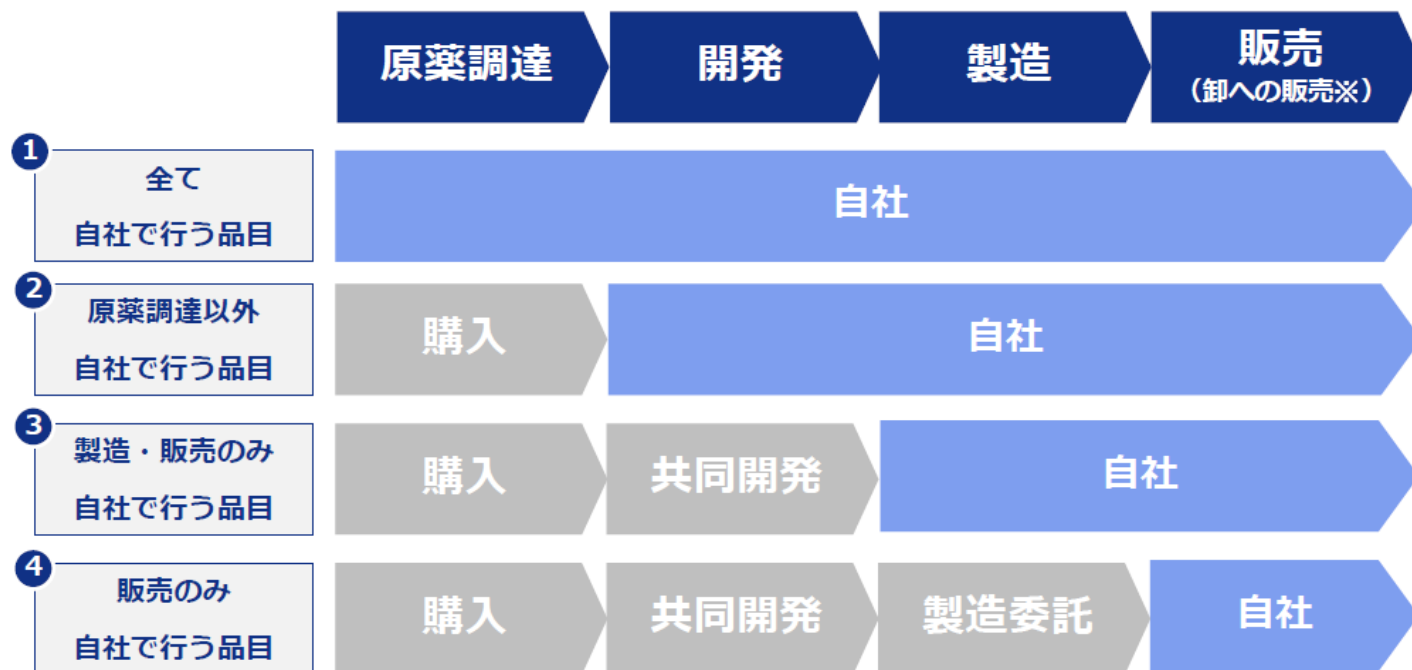 原薬調達
開発
製造
販売
(卸への販売※)
1
全て
自社で行う品目
自社
2
原薬調達以外
自社で行う品目
購入
自社
3
製造・販売のみ
自社で行う品目
購入
共同開発
自社
4
販売のみ
自社で行う品目
購入
共同開発
製造委託
自社